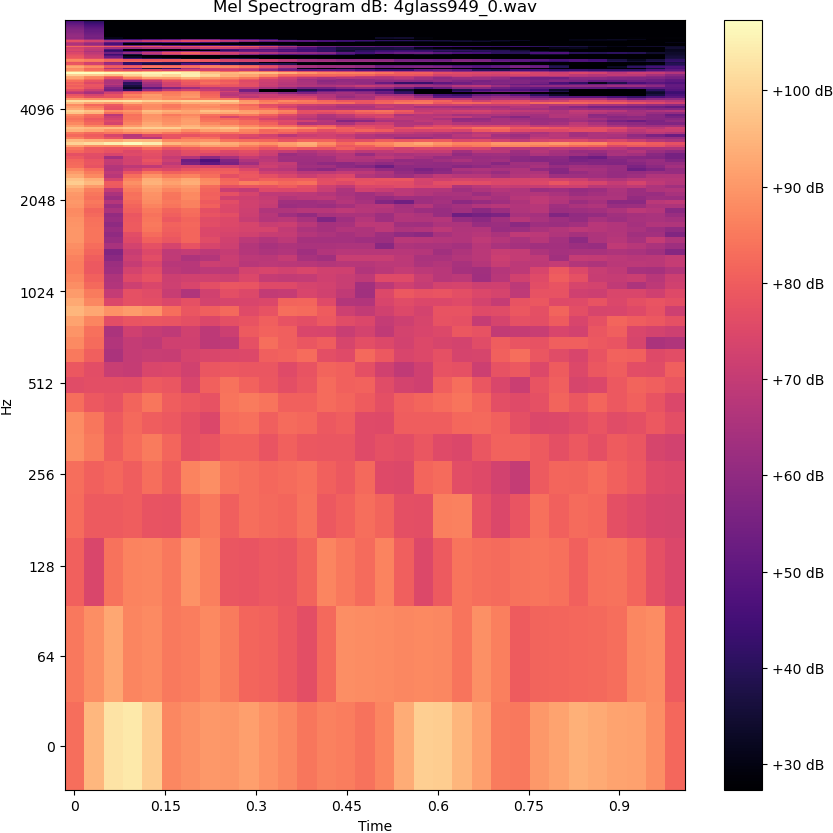 Mel Spectrogram dB: 4glass949_0.wav
4096
2048
1024
512
256
128
64
0
Hz
0 0.15 0.3 0.45 0.6 0.75 0.9
Time
+100 dB
+90 dB
+80 dB
+70 dB
+60 dB
+50 dB
+40 dB
+30 dB